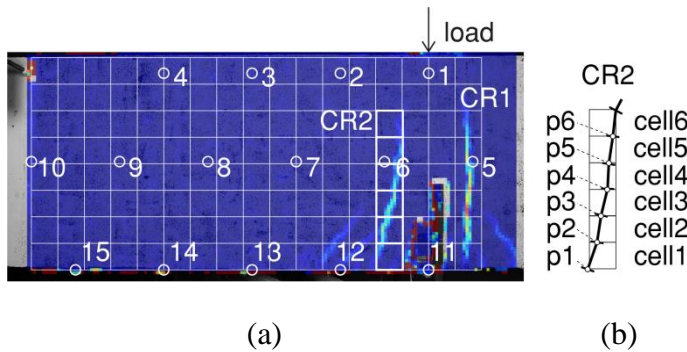 load
4 3 2 1
CR1
CR2
10 9 8 7 6 5
15 14 13 12 11
(a)
CR2
p6 cell6
p5 cell5
p4 cell4
p3 cell3
p2 cell2
p1 cell1
(b)